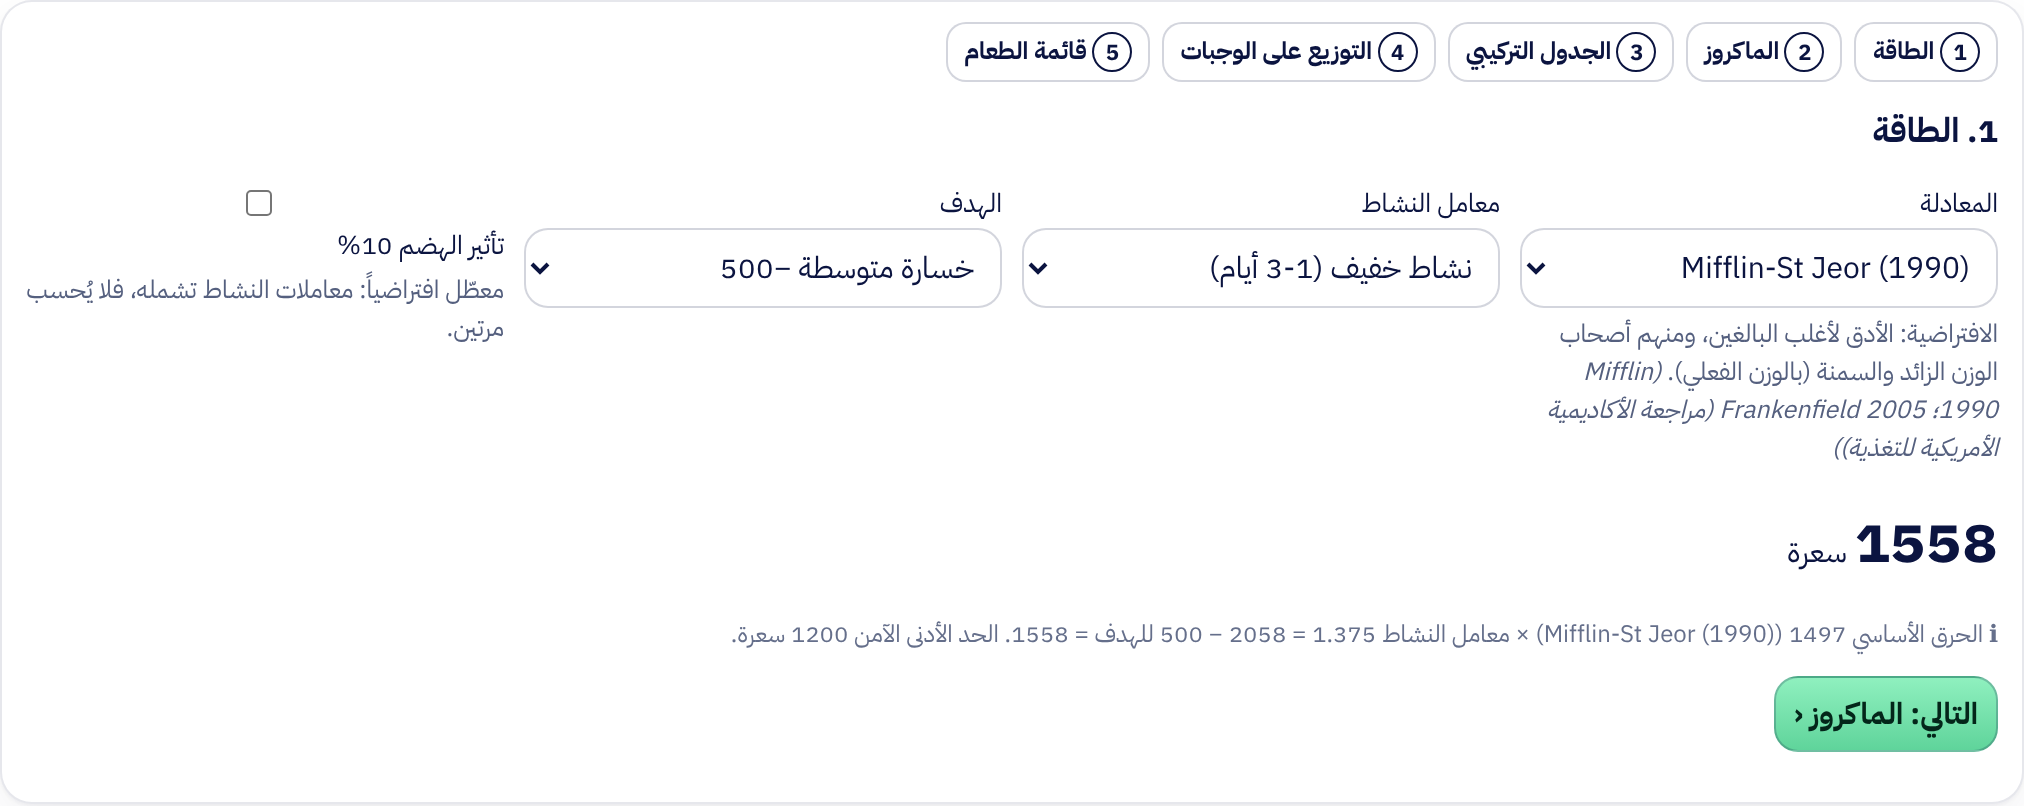 1 الطاقة
2 الماكروز
3 الجدول التركيبي
4 التوزيع على الوجبات
5 قائمة الطعام
1. الطاقة
المعادلة
Mifflin-St Jeor (1990)
الافتراضية: الأدق لأغلب البالغين، ومنهم أصحاب
الوزن الزائد والسمنة (بالوزن الفعلي). (Mifflin
1990؛ Frankenfield 2005 (مراجعة الأكاديمية
الأمريكية للتغذية))
معامل النشاط
نشاط خفيف (1-3 أيام)
الهدف
خسارة متوسطة −500
تأثير الهضم 10%
معطّل افتراضياً: معاملات النشاط تشمله، فلا يُحسب
مرتين.
1558 سعرة
ℹ الحرق الأساسي 1497 (Mifflin-St Jeor (1990)) × معامل النشاط 1.375 = 2058 − 500 للهدف = 1558. الحد الأدنى الآمن 1200 سعرة.
التالي: الماكروز ‹